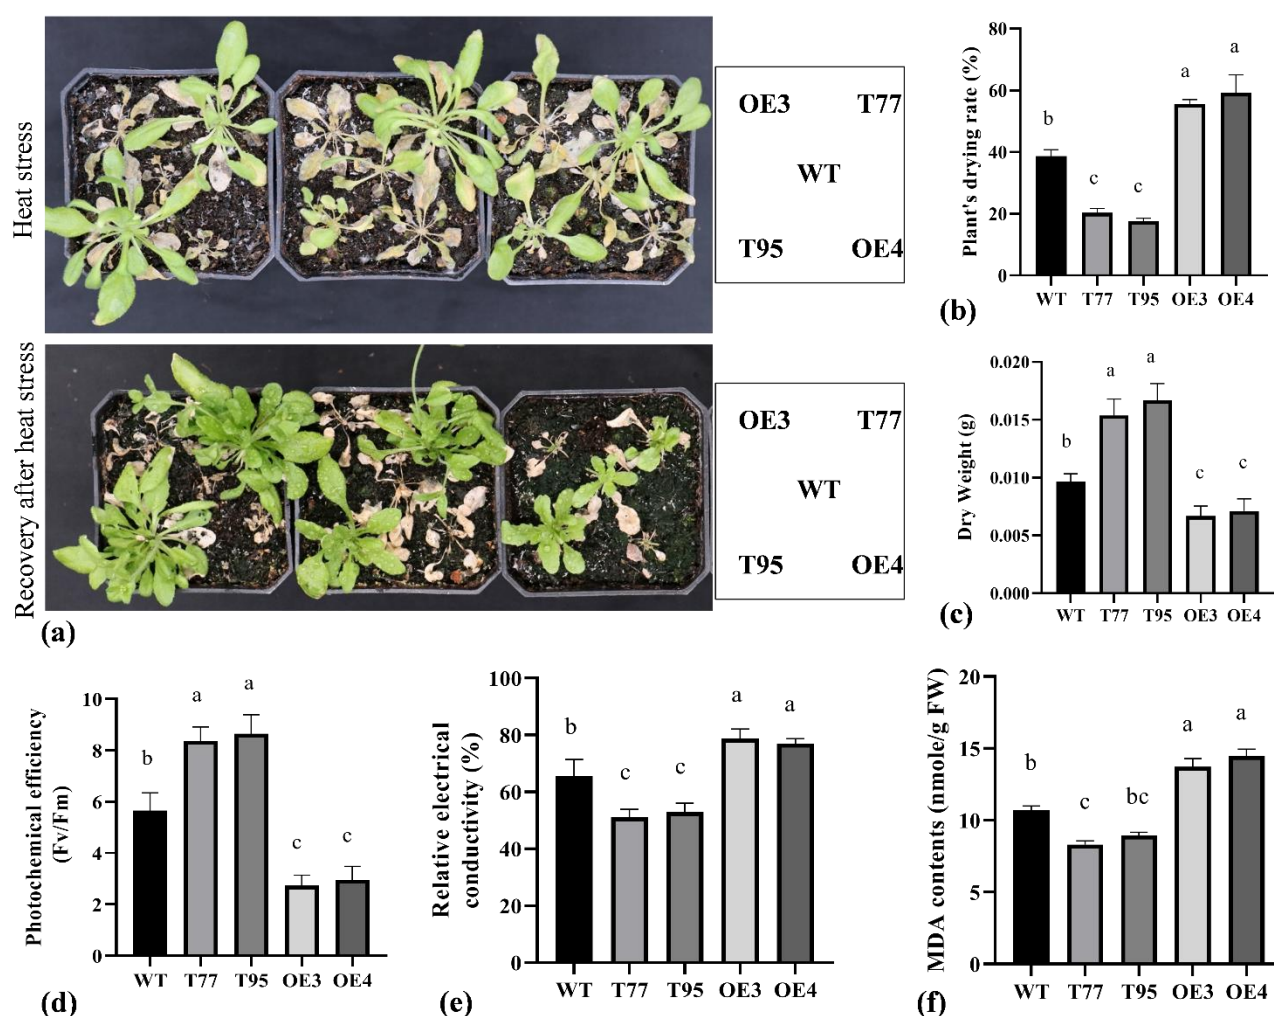 Heat stress
OE3 T77
WT
T95 OE4
Recovery after heat stress
OE3 T77
WT
T95 OE4
(a)
Plant's drying rate (%)
80
60
40
20
0
b
c
c
a
a
WT T77 T95 OE3 OE4
(b)
Dry Weight (g)
0.020
0.015
0.010
0.005
0.000
b
a
a
c
c
WT T77 T95 OE3 OE4
(c)
Photochemical efficiency
(Fv/Fm)
10
8
6
4
2
0
b
a
a
c
c
WT T77 T95 OE3 OE4
(d)
Relative electrical
conductivity (%)
100
80
60
40
20
0
b
c
c
a
a
WT T77 T95 OE3 OE4
(e)
MDA contents (nmole/g FW)
20
15
10
5
0
b
c
bc
a
a
WT T77 T95 OE3 OE4
(f)